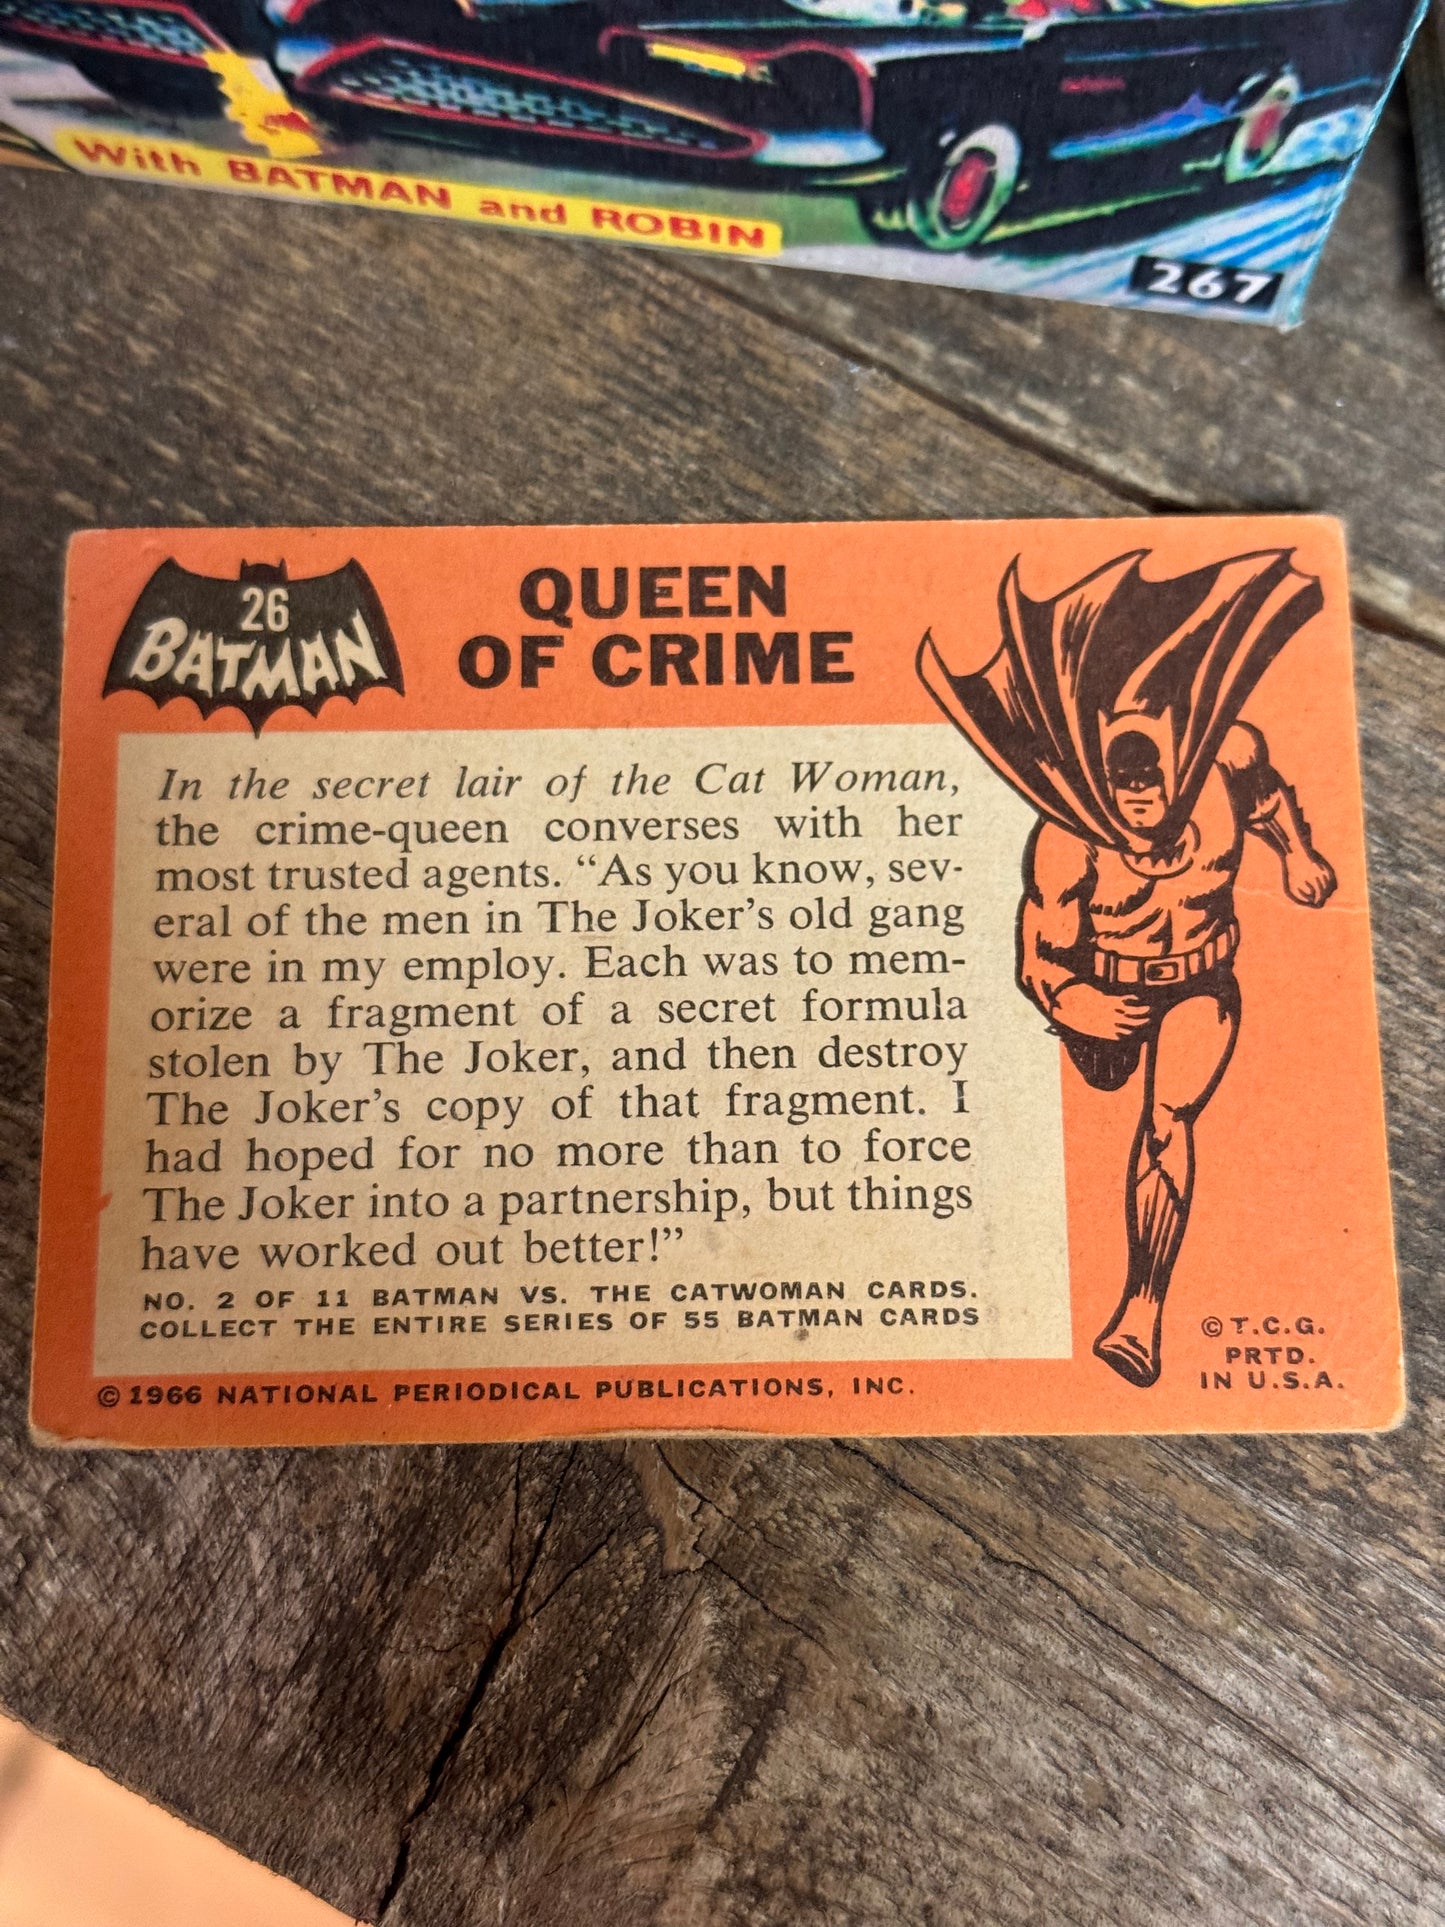 With BATMAN and ROBIN
267
26
BATMAN
QUEEN
OF CRIME
In the secret lair of the Cat Woman,
the crime-queen converses with her
most trusted agents. “As you know, sev-
eral of the men in The Joker’s old gang
were in my employ. Each was to mem-
orize a fragment of a secret formula
stolen by The Joker, and then destroy
The Joker’s copy of that fragment. I
had hoped for no more than to force
The Joker into a partnership, but things
have worked out better!”
NO. 2 OF 11 BATMAN VS. THE CATWOMAN CARDS.
COLLECT THE ENTIRE SERIES OF 55 BATMAN CARDS
© 1966 NATIONAL PERIODICAL PUBLICATIONS, INC.
© T.C.G.
PRTD.
IN U.S.A.